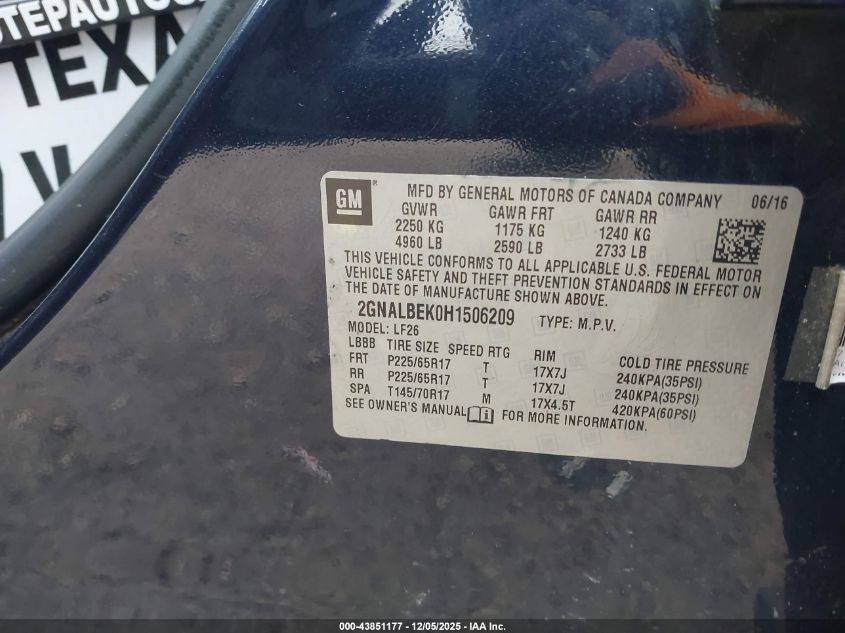 TEPAUTO
TEXA
GM
MFD BY GENERAL MOTORS OF CANADA COMPANY 06/16
GVWR GAWR FRT GAWR RR
2250 KG 1175 KG 1240 KG
4960 LB 2590 LB 2733 LB
THIS VEHICLE CONFORMS TO ALL APPLICABLE U.S. FEDERAL MOTOR
VEHICLE SAFETY AND THEFT PREVENTION STANDARDS IN EFFECT ON
THE DATE OF MANUFACTURE SHOWN ABOVE.
2GNALBEK0H1506209 TYPE: M.P.V.
MODEL: LF26
LBBB TIRE SIZE SPEED RTG RIM COLD TIRE PRESSURE
FRT P225/65R17 T 17X7J 240KPA(35PSI)
RR P225/65R17 T 17X7J 240KPA(35PSI)
SPA T145/70R17 M 17X4.5T 420KPA(60PSI)
SEE OWNER'S MANUAL i FOR MORE INFORMATION.
000-43851177 - 12/05/2025 - IAA Inc.